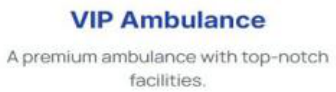 VIP Ambulance
A premium ambulance with top-notch
facilities.